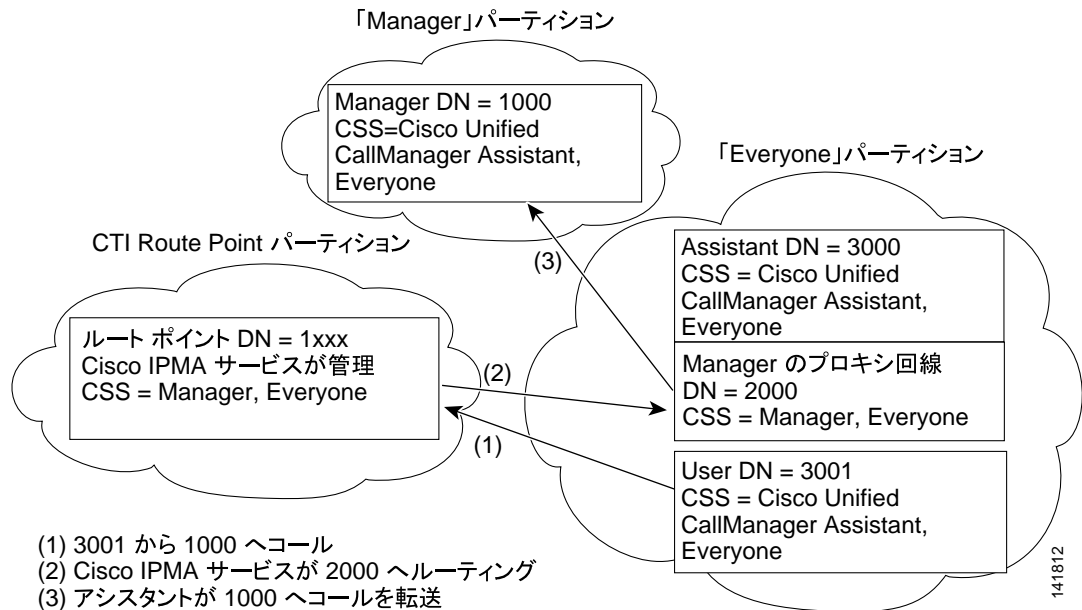 「Manager」パーティション
Manager DN = 1000
CSS=Cisco Unified
CallManager Assistant,
Everyone
「Everyone」パーティション
CTI Route Point パーティション
(3)
Assistant DN = 3000
CSS = Cisco Unified
CallManager Assistant,
Everyone
ルート ポイント DN = 1xxx
Cisco IPMA サービスが管理
CSS = Manager, Everyone
(2)
Manager のプロキシ回線
DN = 2000
CSS = Manager, Everyone
(1)
User DN = 3001
CSS = Cisco Unified
CallManager Assistant,
Everyone
(1) 3001 から 1000 へコール
(2) Cisco IPMA サービスが 2000 へルーティング
(3) アシスタントが 1000 へコールを転送
141812